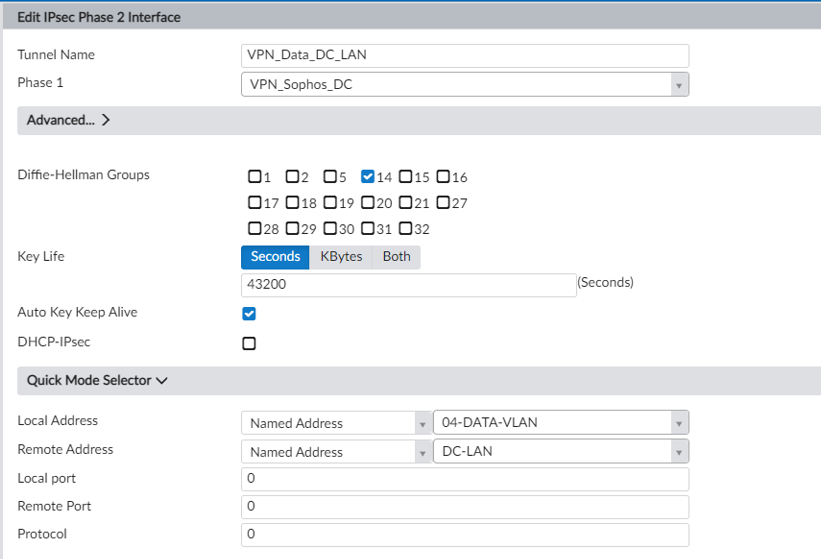 Edit IPsec Phase 2 Interface
Tunnel Name VPN_Data_DC_LAN
Phase 1 VPN_Sophos_DC
Advanced...
Diffie-Hellman Groups 1 2 5 14 15 16
17 18 19 20 21 27
28 29 30 31 32
Key Life Seconds KBytes Both
43200 (Seconds)
Auto Key Keep Alive
DHCP-IPsec
Quick Mode Selector
Local Address Named Address 04-DATA-VLAN
Remote Address Named Address DC-LAN
Local port 0
Remote Port 0
Protocol 0